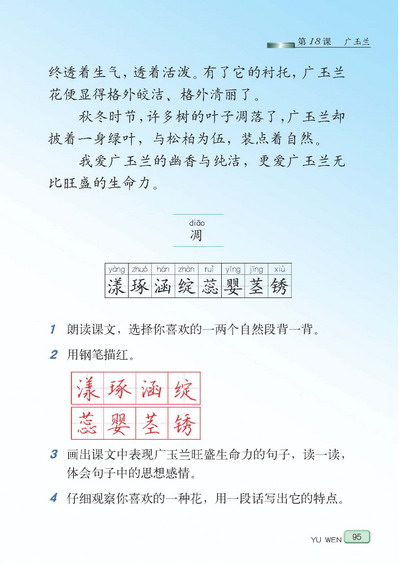 第18课 广玉兰
终透着生气，透着活泼。有了它的衬托，广玉兰
花便显得格外皎洁、格外清丽了。
秋冬时节，许多树的叶子凋落了，广玉兰却
披着一身绿叶，与松柏为伍，装点着自然。
我爱广玉兰的幽香与纯洁，更爱广玉兰无
比旺盛的生命力。
diāo
凋
yàng zhuó hán zhàn ruǐ yīng jīng xiù
漾琢涵绽蕊婴茎锈
1 朗读课文，选择你喜欢的一两个自然段背一背。
2 用钢笔描红。
漾琢涵绽
蕊婴茎锈
3 画出课文中表现广玉兰旺盛生命力的句子，读一读，
体会句子中的思想感情。
4 仔细观察你喜欢的一种花，用一段话写出它的特点。
YU WEN 95